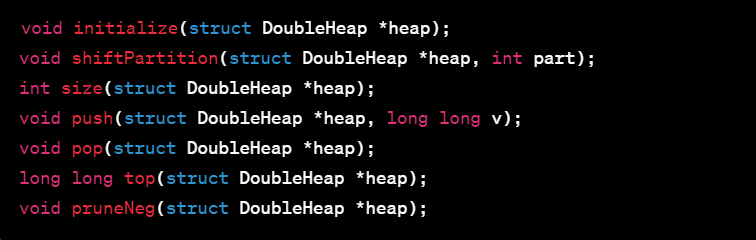 void initialize(struct DoubleHeap *heap);
void shiftPartition(struct DoubleHeap *heap, int part);
int size(struct DoubleHeap *heap);
void push(struct DoubleHeap *heap, long long v);
void pop(struct DoubleHeap *heap);
long long top(struct DoubleHeap *heap);
void pruneNeg(struct DoubleHeap *heap);